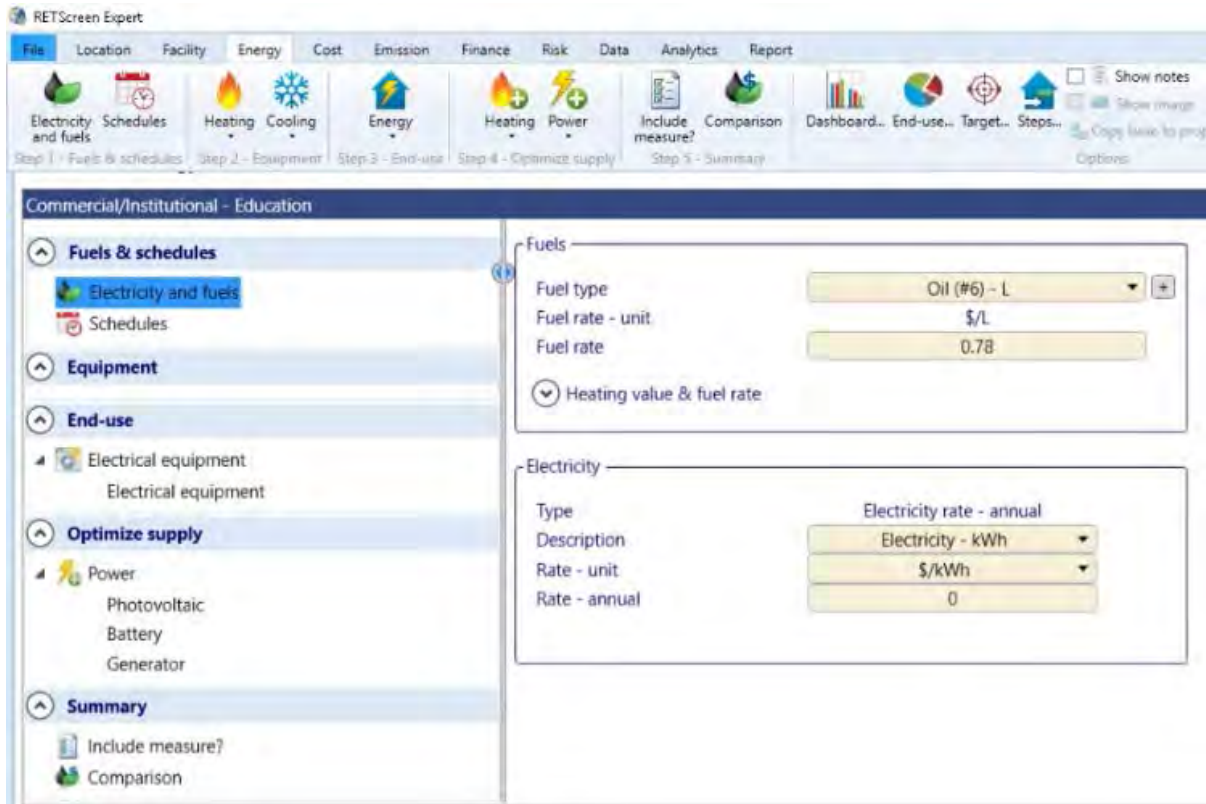 RETScreen Expert
File Location Facility Energy Cost Emission Finance Risk Data Analytics Report
Electricity and fuels Schedules Heating Cooling Energy Heating Power Include measure? Comparison Dashboard... End-use... Target... Steps... Show notes
Show image
Step 1 - Fuels & schedules Step 2 - Equipment Step 3 - End-use Step 4 - Optimize supply Step 5 - Summary Options
Commercial/Institutional - Education
Fuels & schedules
Electricity and fuels
Schedules
Equipment
End-use
Electrical equipment
Electrical equipment
Optimize supply
Power
Photovoltaic
Battery
Generator
Summary
Include measure?
Comparison
Fuels
Fuel type Oil (#6) - L +
Fuel rate - unit $/L
Fuel rate 0.78
Heating value & fuel rate
Electricity
Type Electricity rate - annual
Description Electricity - kWh
Rate - unit $/kWh
Rate - annual 0